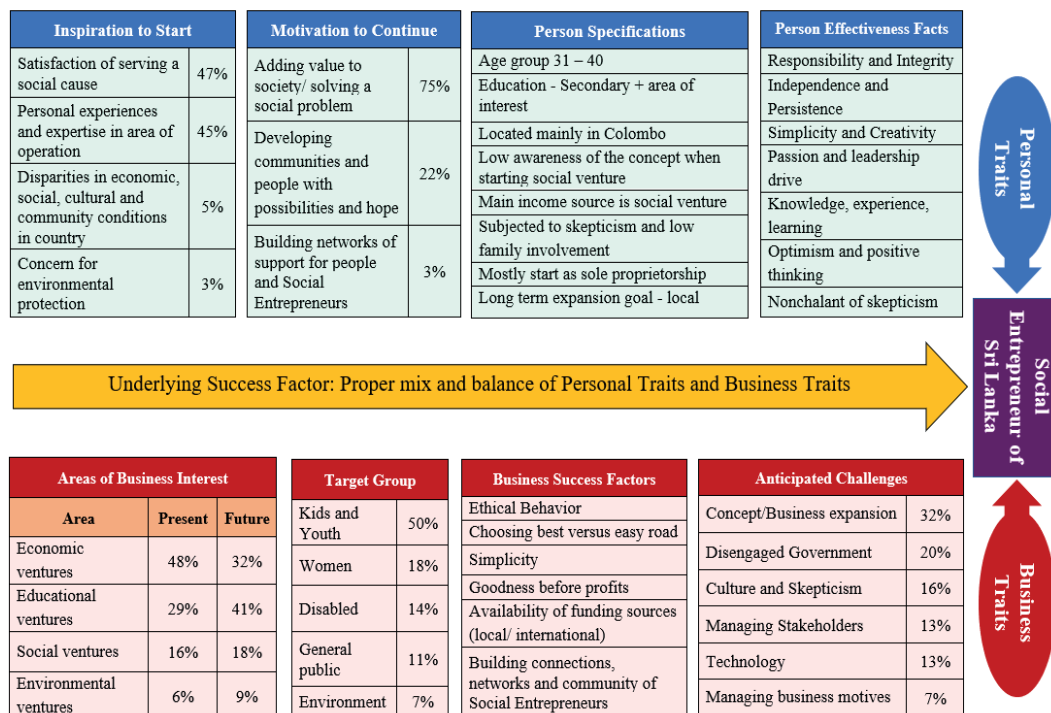 Inspiration to Start
Satisfaction of serving a
social cause
47%
Personal experiences
and expertise in area of
operation
45%
Disparities in economic,
social, cultural and
community conditions
in country
5%
Concern for
environmental
protection
3%
Motivation to Continue
Adding value to
society/ solving a
social problem
75%
Developing
communities and
people with
possibilities and hope
22%
Building networks of
support for people
and Social
Entrepreneurs
3%
Person Specifications
Age group 31 – 40
Education - Secondary + area of
interest
Located mainly in Colombo
Low awareness of the concept when
starting social venture
Main income source is social venture
Subjected to skepticism and low
family involvement
Mostly start as sole proprietorship
Long term expansion goal - local
Person Effectiveness Facts
Responsibility and Integrity
Independence and
Persistence
Simplicity and Creativity
Passion and leadership
drive
Knowledge, experience,
learning
Optimism and positive
thinking
Nonchalant of skepticism
Personal
Traits
Underlying Success Factor: Proper mix and balance of Personal Traits and Business Traits
Social
Entrepreneur of
Sri Lanka
Areas of Business Interest
Area Present Future
Economic
ventures
48% 32%
Educational
ventures
29% 41%
Social ventures 16% 18%
Environmental
ventures
6% 9%
Target Group
Kids and
Youth
50%
Women 18%
Disabled 14%
General
public
11%
Environment 7%
Business Success Factors
Ethical Behavior
Choosing best versus easy road
Simplicity
Goodness before profits
Availability of funding sources
(local/ international)
Building connections,
networks and community of
Social Entrepreneurs
Anticipated Challenges
Concept/Business expansion 32%
Disengaged Government 20%
Culture and Skepticism 16%
Managing Stakeholders 13%
Technology 13%
Managing business motives 7%
Business
Traits